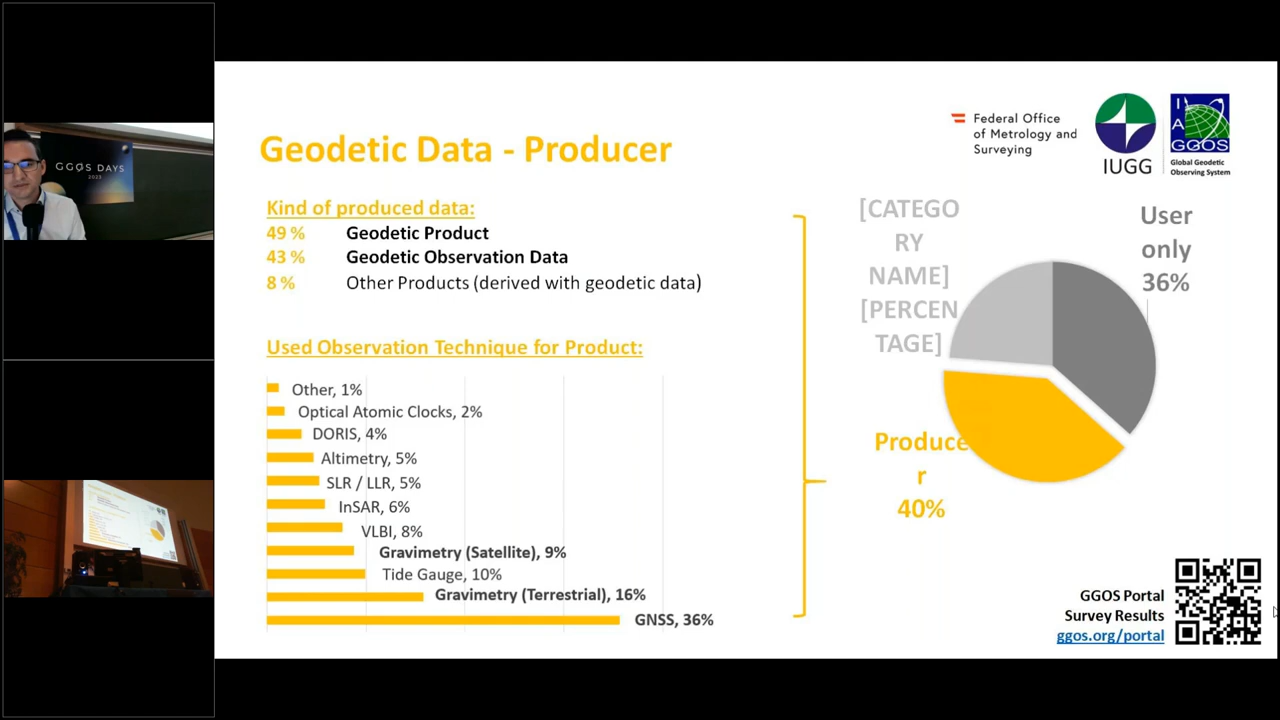 GGOS DAYS
2023
Geodetic Data - Producer
Federal Office
of Metrology and
Surveying
IUGG
I
A
G
GGOS
Global Geodetic
Observing System
Kind of produced data:
49 % Geodetic Product
43 % Geodetic Observation Data
8 % Other Products (derived with geodetic data)
Used Observation Technique for Product:
Other, 1%
Optical Atomic Clocks, 2%
DORIS, 4%
Altimetry, 5%
SLR / LLR, 5%
InSAR, 6%
VLBI, 8%
Gravimetry (Satellite), 9%
Tide Gauge, 10%
Gravimetry (Terrestrial), 16%
GNSS, 36%
[CATEGO
RY
NAME]
[PERCEN
TAGE]
User
only
36%
Produce
r
40%
GGOS Portal
Survey Results
ggos.org/portal